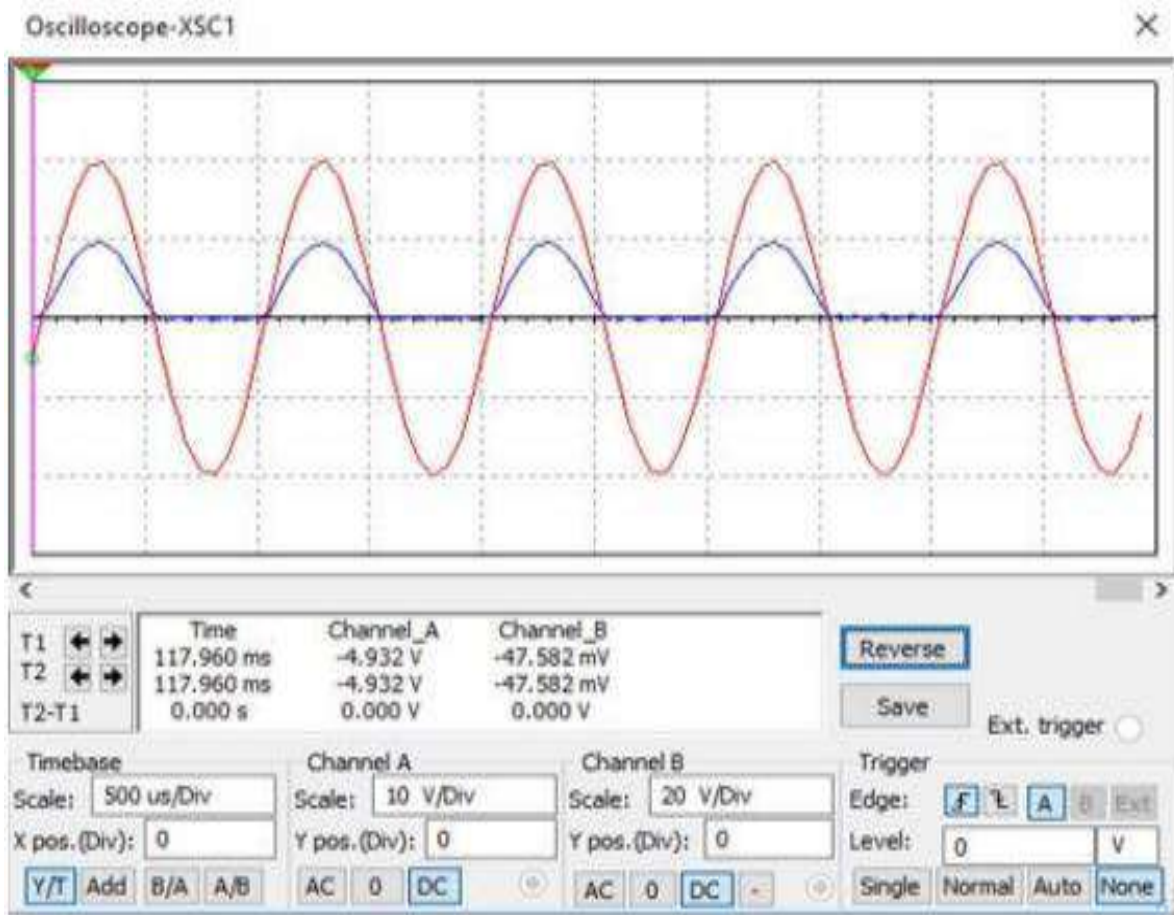 Oscilloscope-XSC1
Time Channel_A Channel_B
T1 117.960 ms -4.932 V -47.582 mV
T2 117.960 ms -4.932 V -47.582 mV
T2-T1 0.000 s 0.000 V 0.000 V
Reverse
Save
Ext. trigger
Timebase
Scale: 500 us/Div
X pos.(Div): 0
Y/T Add B/A A/B
Channel A
Scale: 10 V/Div
Y pos.(Div): 0
AC 0 DC
Channel B
Scale: 20 V/Div
Y pos.(Div): 0
AC 0 DC -
Trigger
Edge: A B Ext
Level: 0 V
Single Normal Auto None